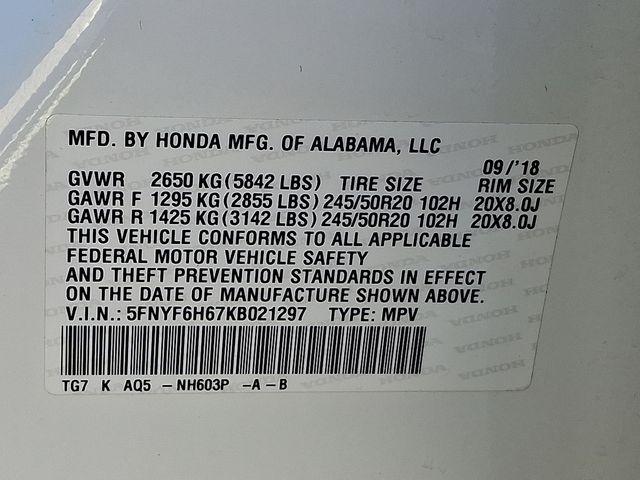 MFD. BY HONDA MFG. OF ALABAMA, LLC
09/'18
GVWR 2650 KG(5842 LBS) TIRE SIZE RIM SIZE
GAWR F 1295 KG(2855 LBS)245/50R20 102H 20X8.0J
GAWR R 1425 KG(3142 LBS)245/50R20 102H 20X8.0J
THIS VEHICLE CONFORMS TO ALL APPLICABLE
FEDERAL MOTOR VEHICLE SAFETY
AND THEFT PREVENTION STANDARDS IN EFFECT
ON THE DATE OF MANUFACTURE SHOWN ABOVE.
V.I.N.: 5FNYF6H67KB021297 TYPE: MPV
TG7 K AQ5 -NH603P -A-B